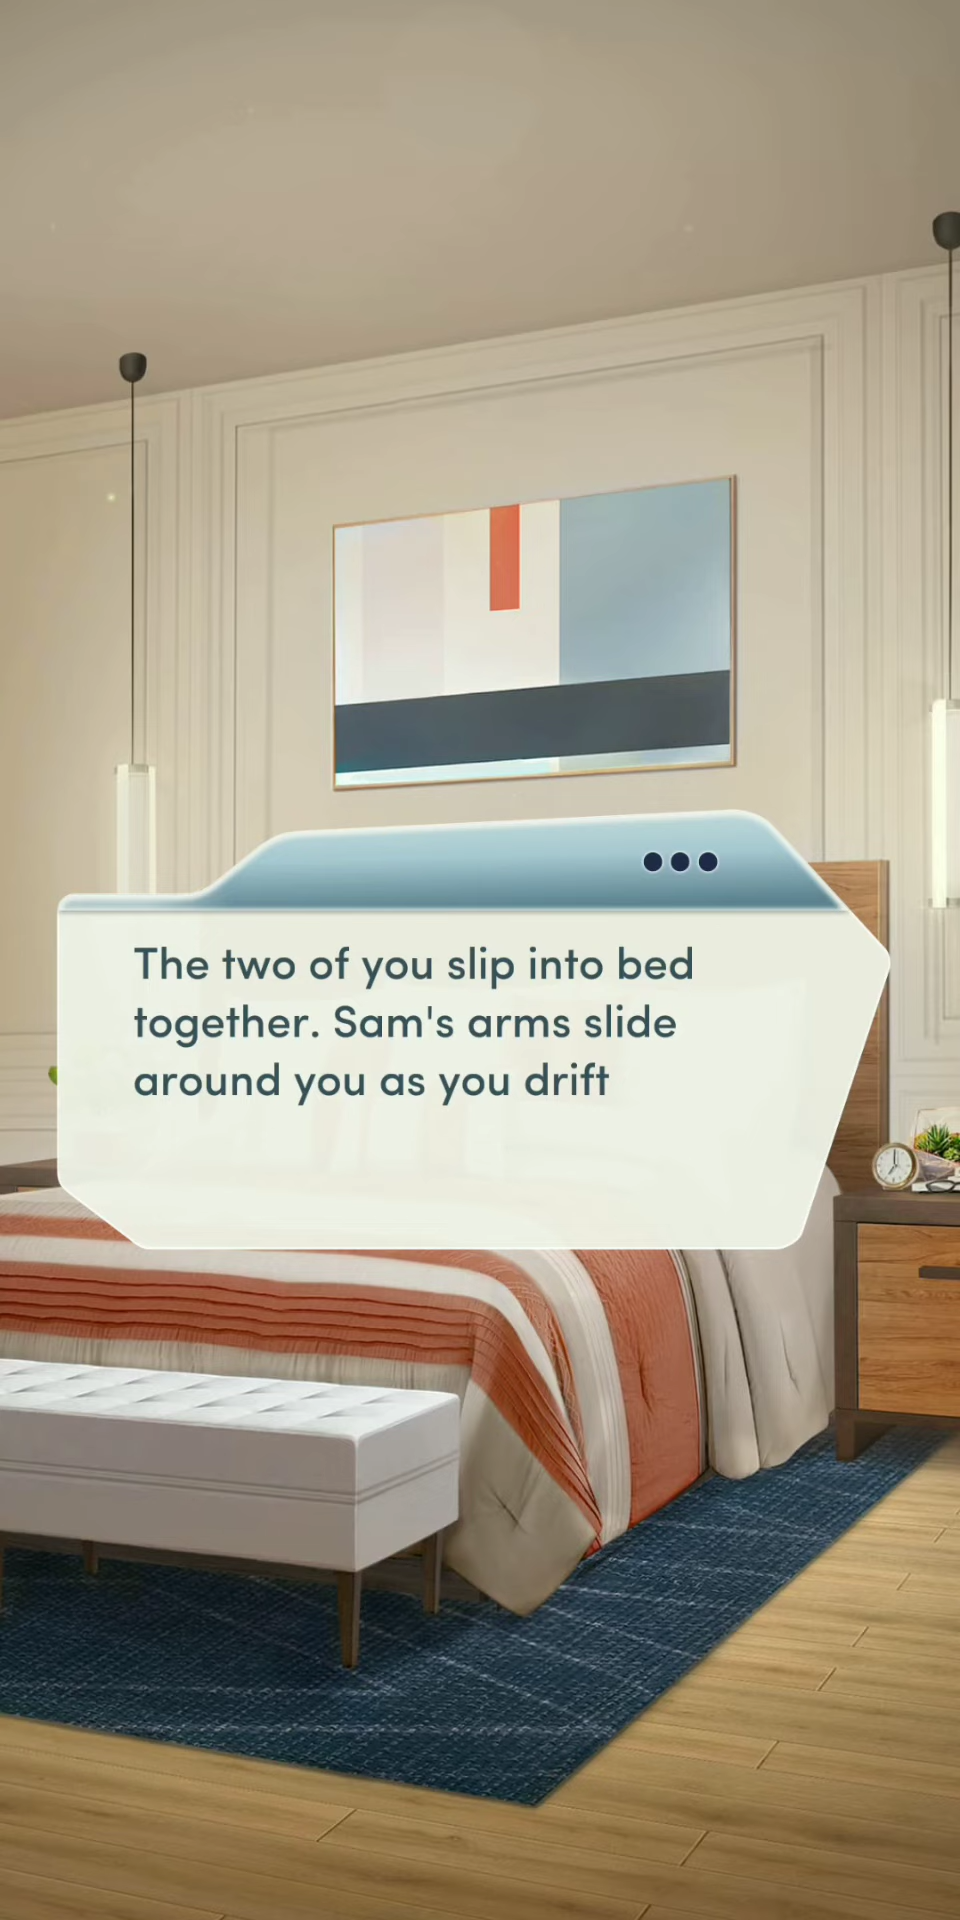 The two of you slip into bed
together. Sam's arms slide
around you as you drift